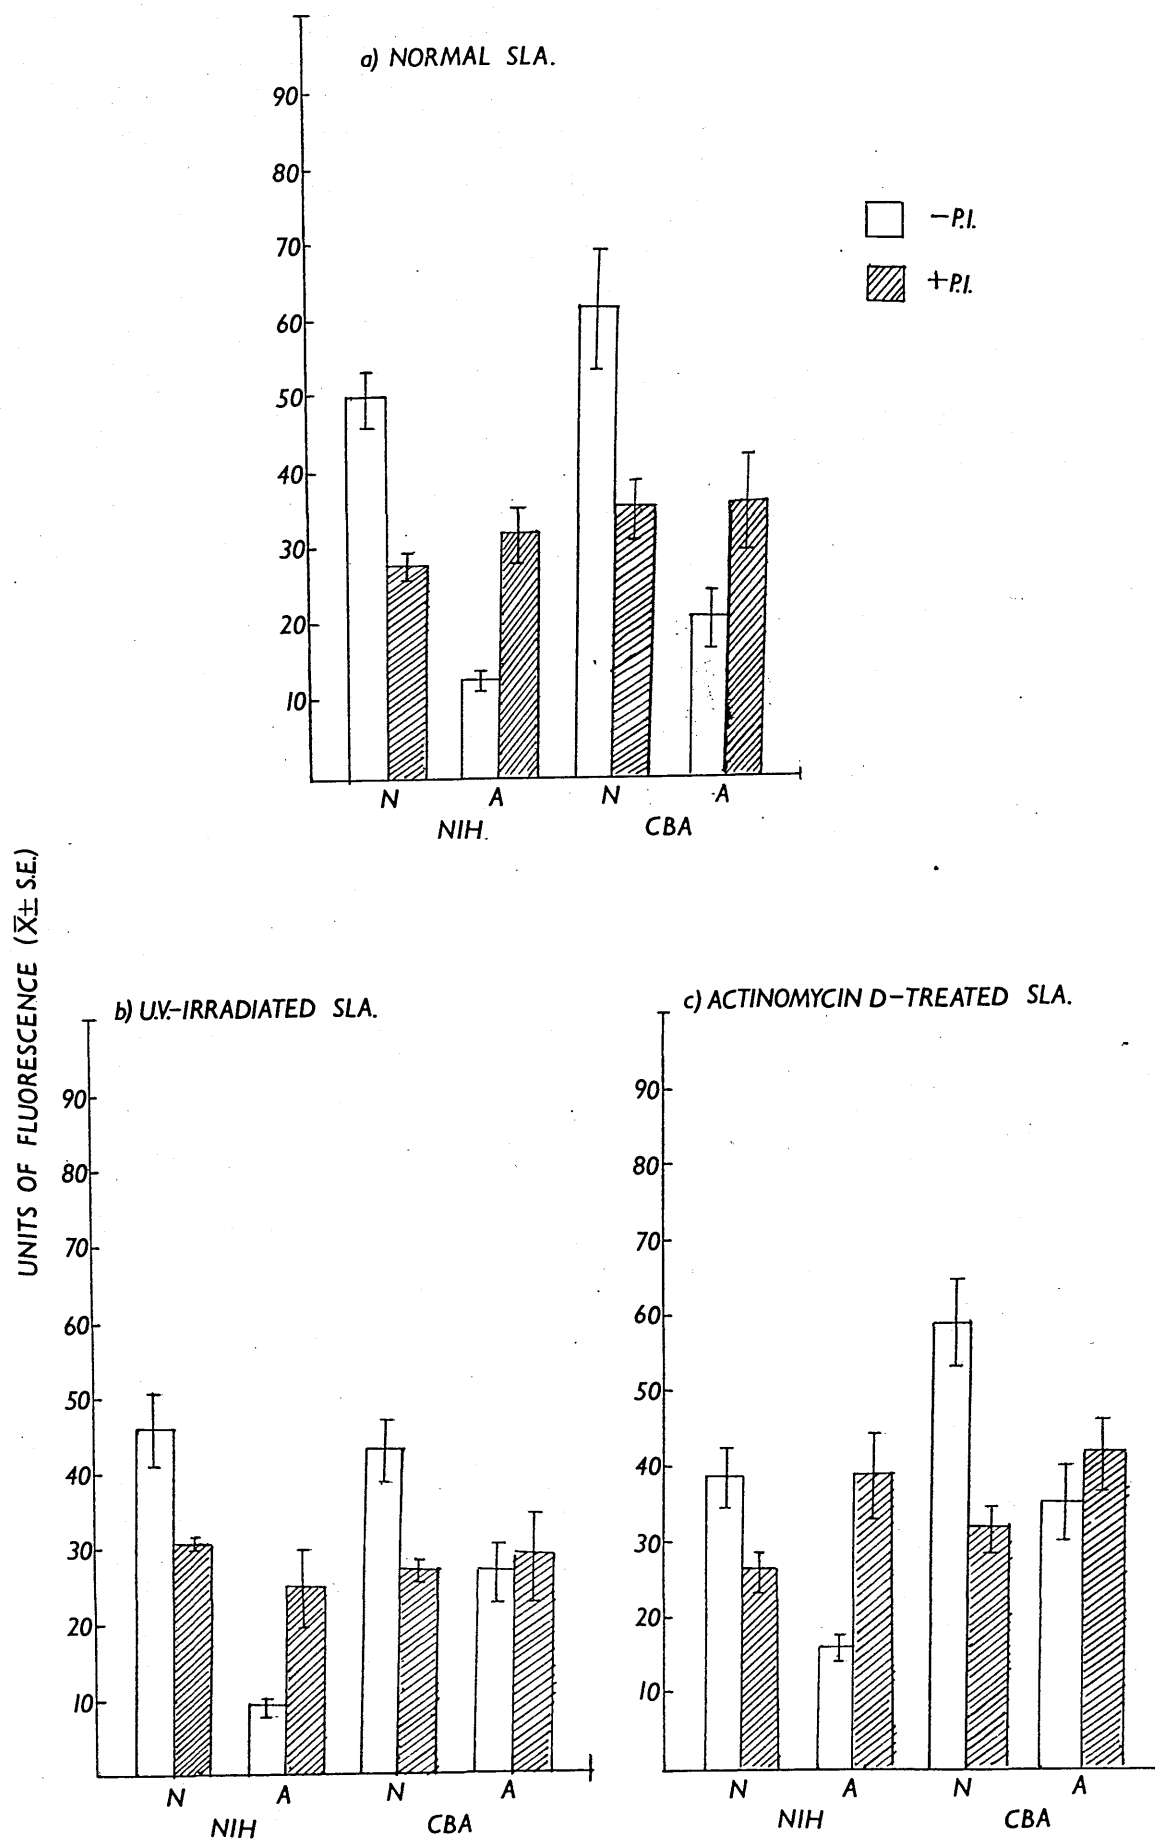 a) NORMAL SLA.
90
80
70
60
50
40
30
20
10
-P.I.
+P.I.
N A N A
NIH. CBA
UNITS OF FLUORESCENCE (X̄± S.E.)
b) U.V.-IRRADIATED SLA.
90
80
70
60
50
40
30
20
10
N A N A
NIH CBA
c) ACTINOMYCIN D-TREATED SLA.
90
80
70
60
50
40
30
20
10
N A N A
NIH CBA